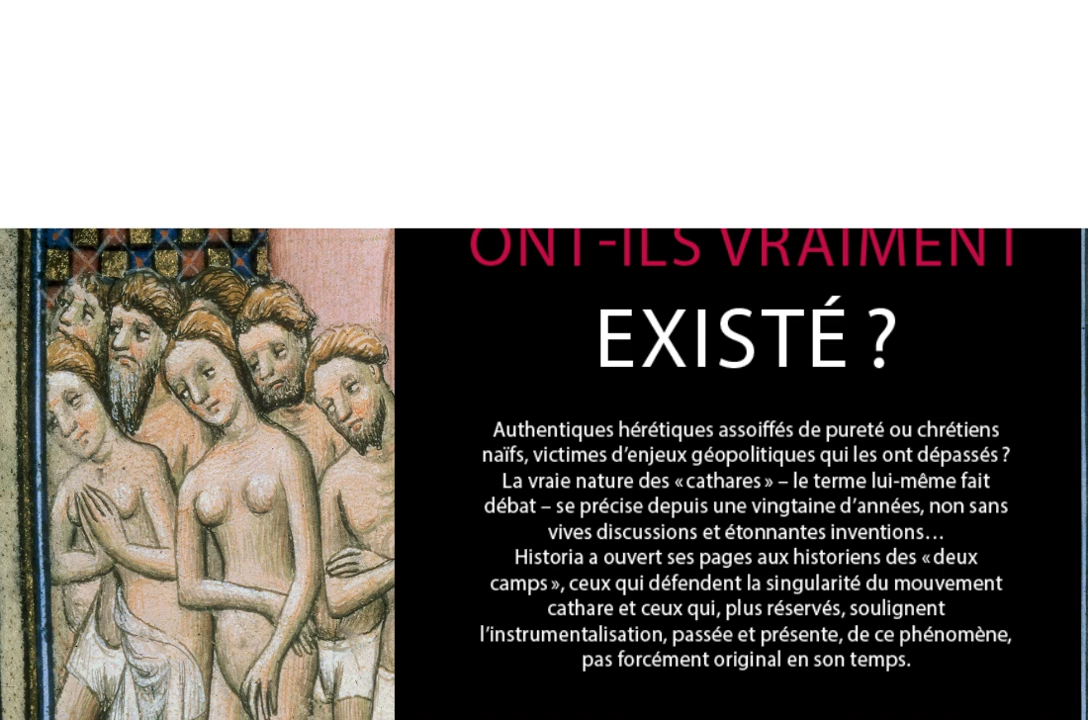 ONT-ILS VRAIMENT
EXISTÉ ?
Authentiques hérétiques assoiffés de pureté ou chrétiens
naïfs, victimes d’enjeux géopolitiques qui les ont dépassés ?
La vraie nature des « cathares » – le terme lui-même fait
débat – se précise depuis une vingtaine d’années, non sans
vives discussions et étonnantes inventions…
Historia a ouvert ses pages aux historiens des « deux
camps », ceux qui défendent la singularité du mouvement
cathare et ceux qui, plus réservés, soulignent
l’instrumentalisation, passée et présente, de ce phénomène,
pas forcément original en son temps.